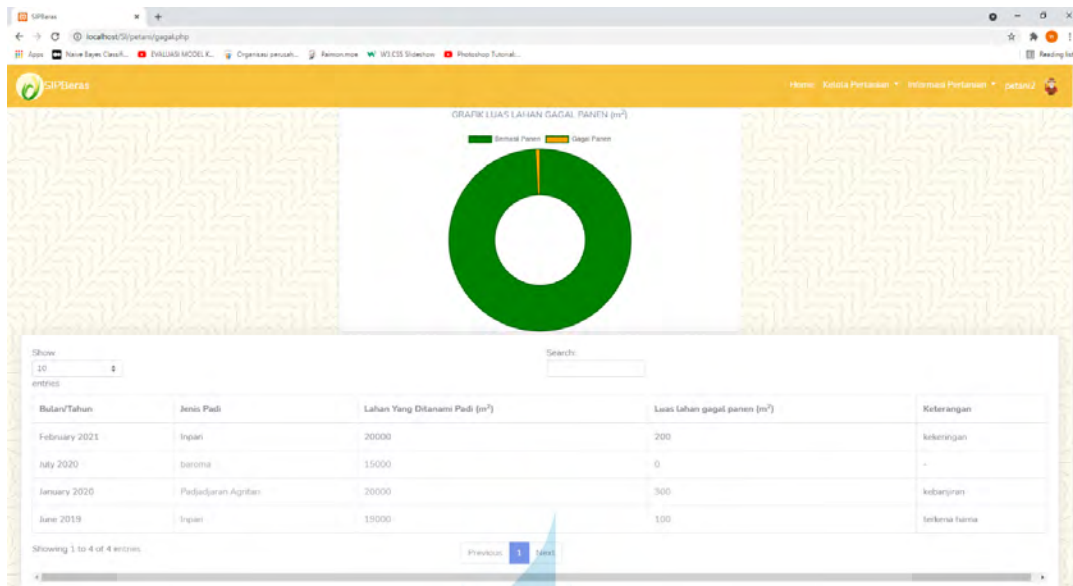 SIPBeras
localhost/SI/petani/gagal.php
Apps Naive Bayes Classifi... EVALUASI MODEL K... Organisasi perusah... Raimon.moe W3.CSS Slideshow Photoshop Tutorial... Reading list
SIPBeras Home Kelola Pertanian Informasi Pertanian petani2
GRAFIK LUAS LAHAN GAGAL PANEN (m²)
Berhasil Panen Gagal Panen
Show Search:
10
entries
Bulan/Tahun Jenis Padi Lahan Yang Ditanami Padi (m²) Luas lahan gagal panen (m²) Keterangan
February 2021 Inpari 20000 200 kekeringan
July 2020 baroma 15000 0 -
January 2020 Padjadjaran Agritan 20000 300 kebanjiran
June 2019 Inpari 19000 100 terkena hama
Showing 1 to 4 of 4 entries Previous 1 Next